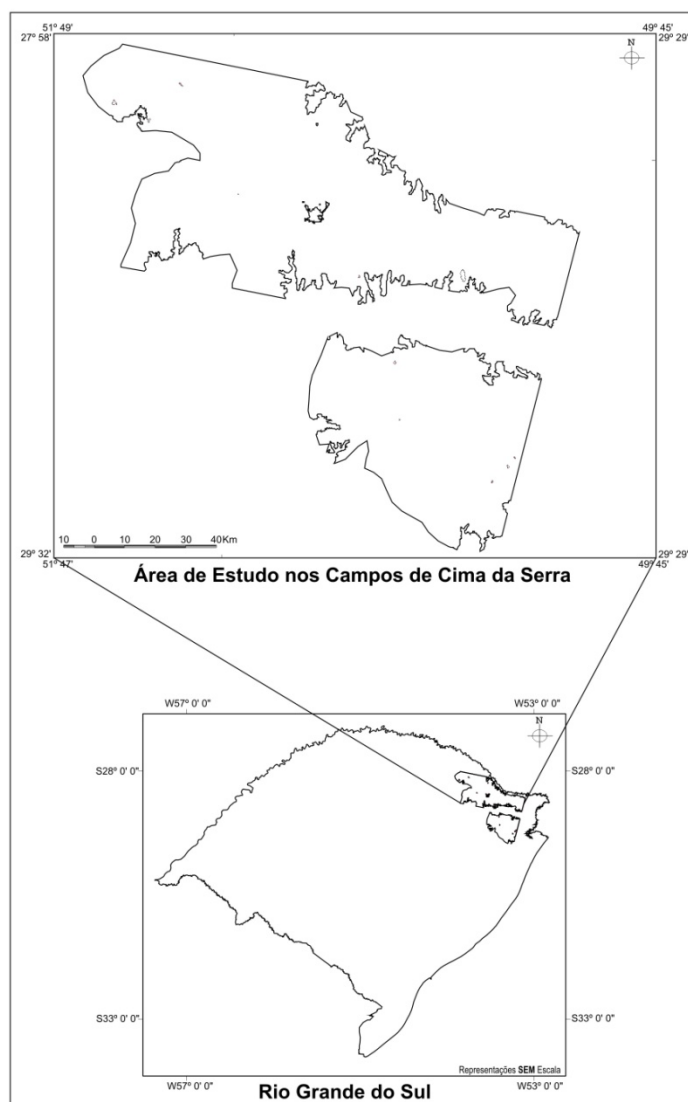 51º 49'
49º 45'
27º 58'
29º 29'
N
10 0 10 20 30 40Km
29º 32'
29º 29'
51º 47'
49º 45'
Área de Estudo nos Campos de Cima da Serra
W57º 0' 0"
W53º 0' 0"
N
S28º 0' 0"
S28º 0' 0"
S33º 0' 0"
S33º 0' 0"
Representações SEM Escala
W57º 0' 0"
W53º 0' 0"
Rio Grande do Sul